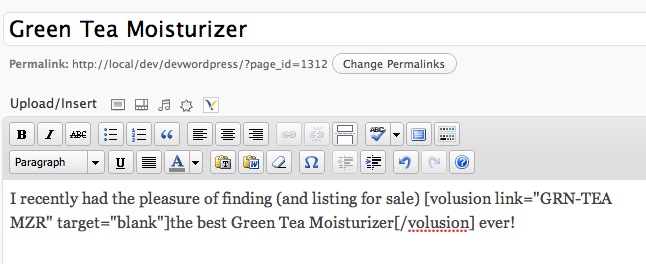 Green Tea Moisturizer
Permalink: http://local/dev/devwordpress/?page_id=1312 Change Permalinks
Upload/Insert
B I ABC ABC
Paragraph U A T W Ω
I recently had the pleasure of finding (and listing for sale) [volusion link="GRN-TEA
MZR" target="blank"]the best Green Tea Moisturizer[/volusion] ever!